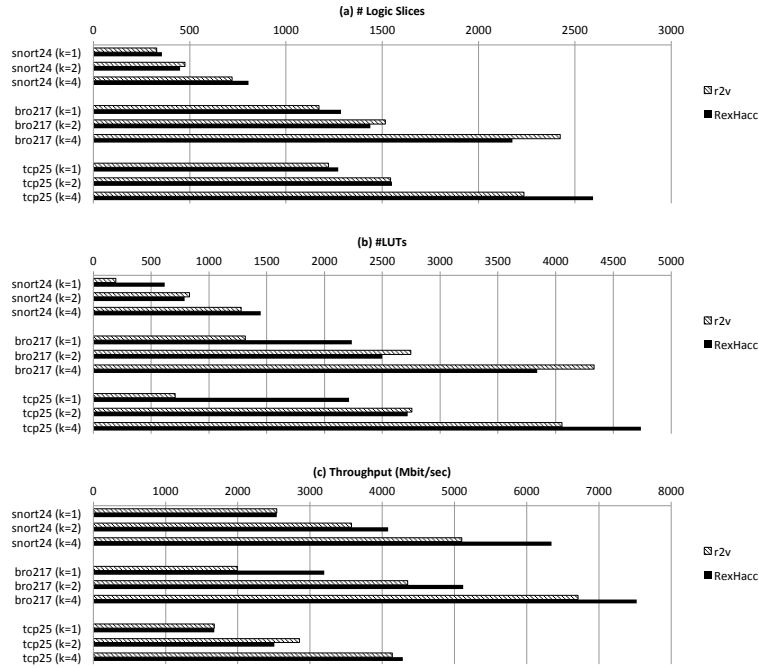 (a) # Logic Slices
0 500 1000 1500 2000 2500 3000
snort24 (k=1)
snort24 (k=2)
snort24 (k=4)
bro217 (k=1)
bro217 (k=2)
bro217 (k=4)
tcp25 (k=1)
tcp25 (k=2)
tcp25 (k=4)
r2v
RexHacc
(b) #LUTs
0 500 1000 1500 2000 2500 3000 3500 4000 4500 5000
snort24 (k=1)
snort24 (k=2)
snort24 (k=4)
bro217 (k=1)
bro217 (k=2)
bro217 (k=4)
tcp25 (k=1)
tcp25 (k=2)
tcp25 (k=4)
r2v
RexHacc
(c) Throughput (Mbit/sec)
0 1000 2000 3000 4000 5000 6000 7000 8000
snort24 (k=1)
snort24 (k=2)
snort24 (k=4)
bro217 (k=1)
bro217 (k=2)
bro217 (k=4)
tcp25 (k=1)
tcp25 (k=2)
tcp25 (k=4)
r2v
RexHacc